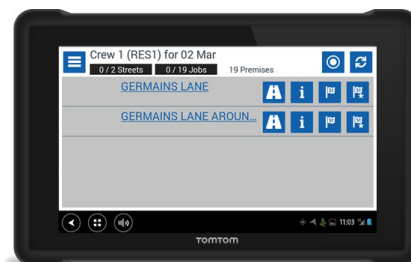 Crew 1 (RES1) for 02 Mar
0 / 2 Streets 0 / 19 Jobs 19 Premises
GERMAINS LANE
i
GERMAINS LANE AROUN...
i
11:03
TOMTOM